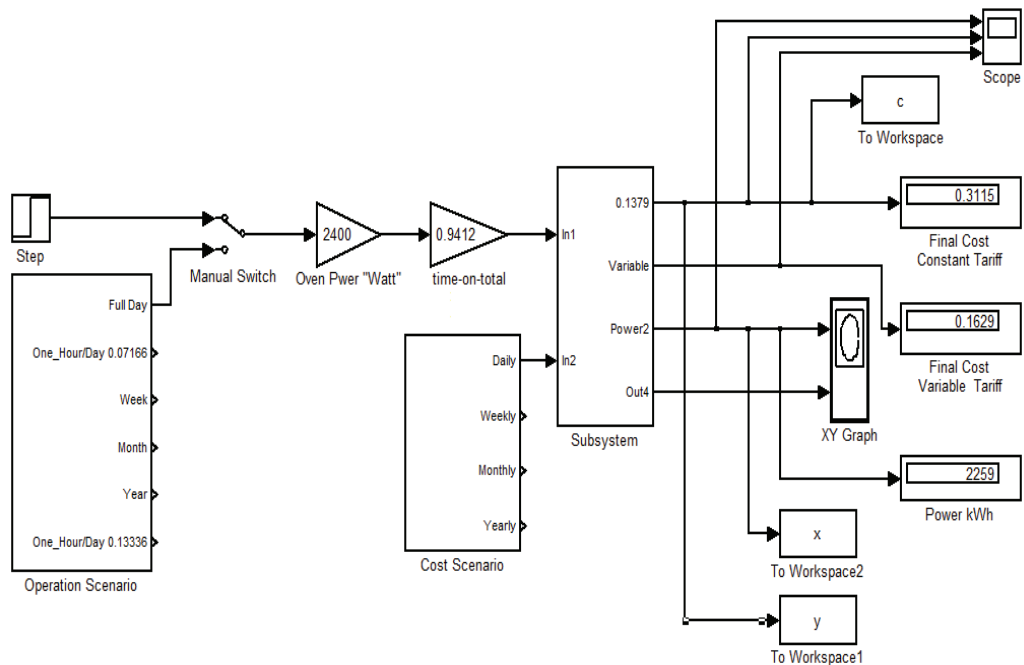 Scope
c
To Workspace
0.3115
Final Cost
Constant Tariff
0.1379
Step
Manual Switch
2400
Oven Pwer "Watt"
0.9412
time-on-total
In1
Variable
Full Day
One_Hour/Day 0.07166
Week
Month
Year
One_Hour/Day 0.13336
Operation Scenario
Daily
Weekly
Monthly
Yearly
Cost Scenario
In2
Power2
Out4
Subsystem
0.1629
Final Cost
Variable Tariff
XY Graph
2259
Power kWh
x
To Workspace2
y
To Workspace1